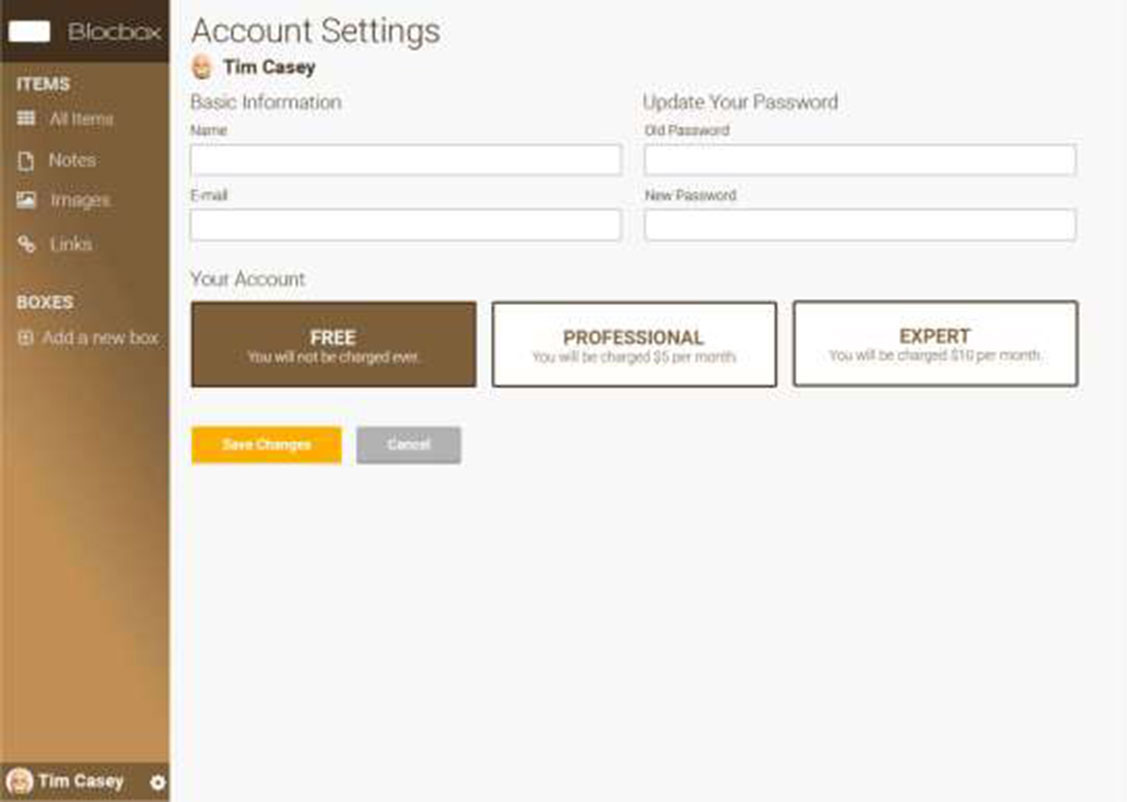 Blocbox
ITEMS
All Items
Notes
Images
Links
BOXES
Add a new box
Tim Casey
Account Settings
Tim Casey
Basic Information
Name
E-mail
Update Your Password
Old Password
New Password
Your Account
FREE
You will not be charged ever.
PROFESSIONAL
You will be charged $5 per month.
EXPERT
You will be charged $10 per month.
Save Changes
Cancel